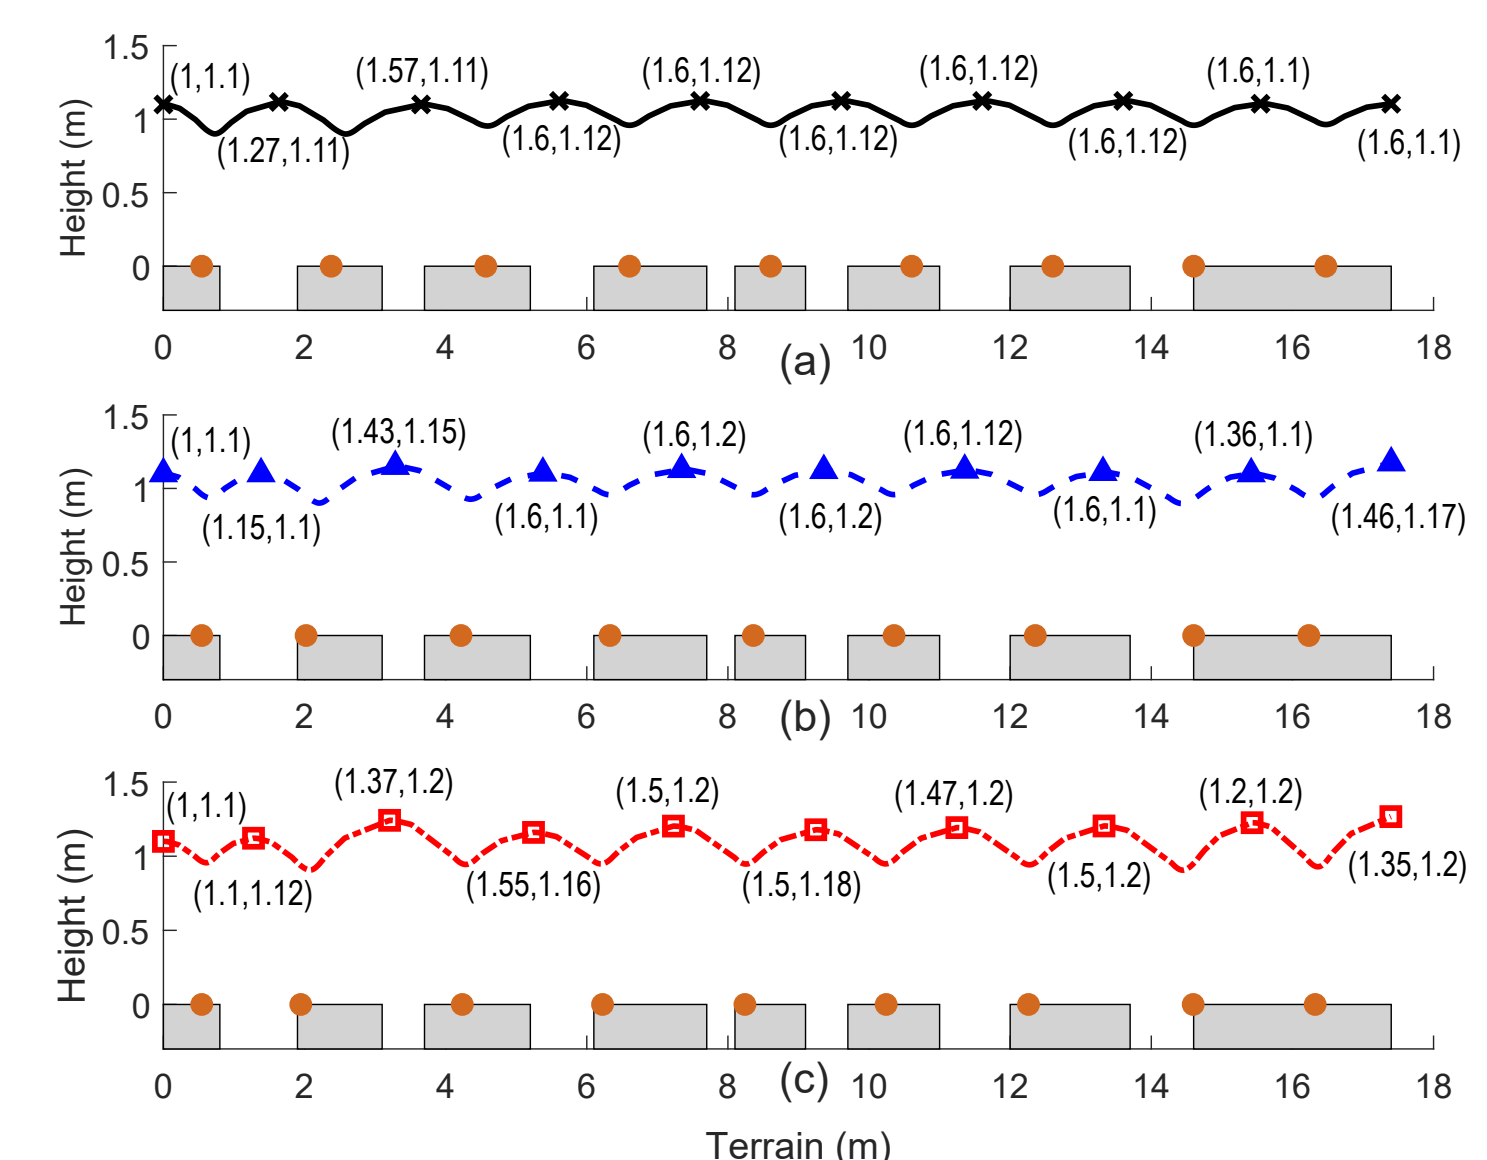 1.5
(1,1.1) (1.57,1.11) (1.6,1.12) (1.6,1.12) (1.6,1.1)
1
(1.27,1.11) (1.6,1.12) (1.6,1.12) (1.6,1.12) (1.6,1.1)
Height (m)
0.5
0
0 2 4 6 8 10 12 14 16 18
(a)
1.5
(1,1.1) (1.43,1.15) (1.6,1.2) (1.6,1.12) (1.36,1.1)
1
(1.15,1.1) (1.6,1.1) (1.6,1.2) (1.6,1.1) (1.46,1.17)
Height (m)
0.5
0
0 2 4 6 8 10 12 14 16 18
(b)
1.5
(1,1.1) (1.37,1.2) (1.5,1.2) (1.47,1.2) (1.2,1.2)
1
(1.1,1.12) (1.55,1.16) (1.5,1.18) (1.5,1.2) (1.35,1.2)
Height (m)
0.5
0
0 2 4 6 8 10 12 14 16 18
(c)
Terrain (m)